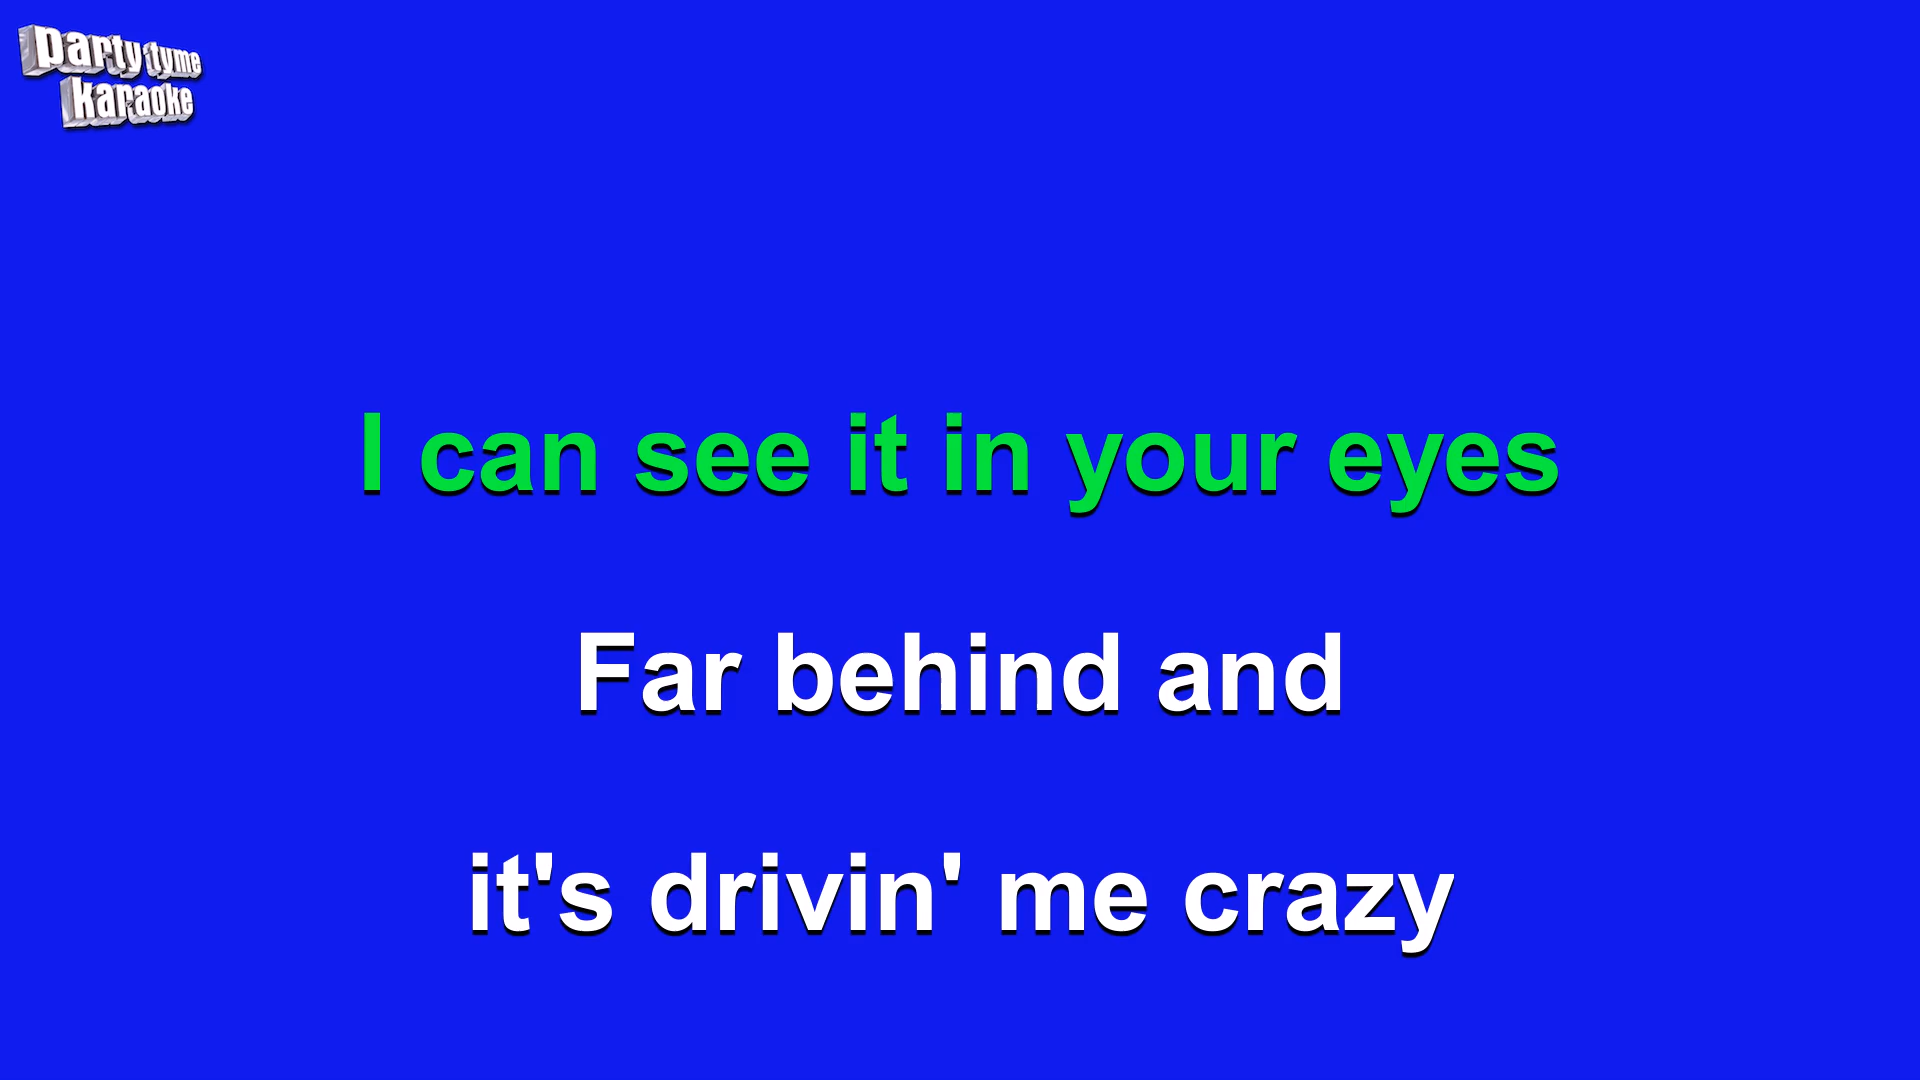 party tyme
karaoke
I can see it in your eyes
Far behind and
it's drivin' me crazy